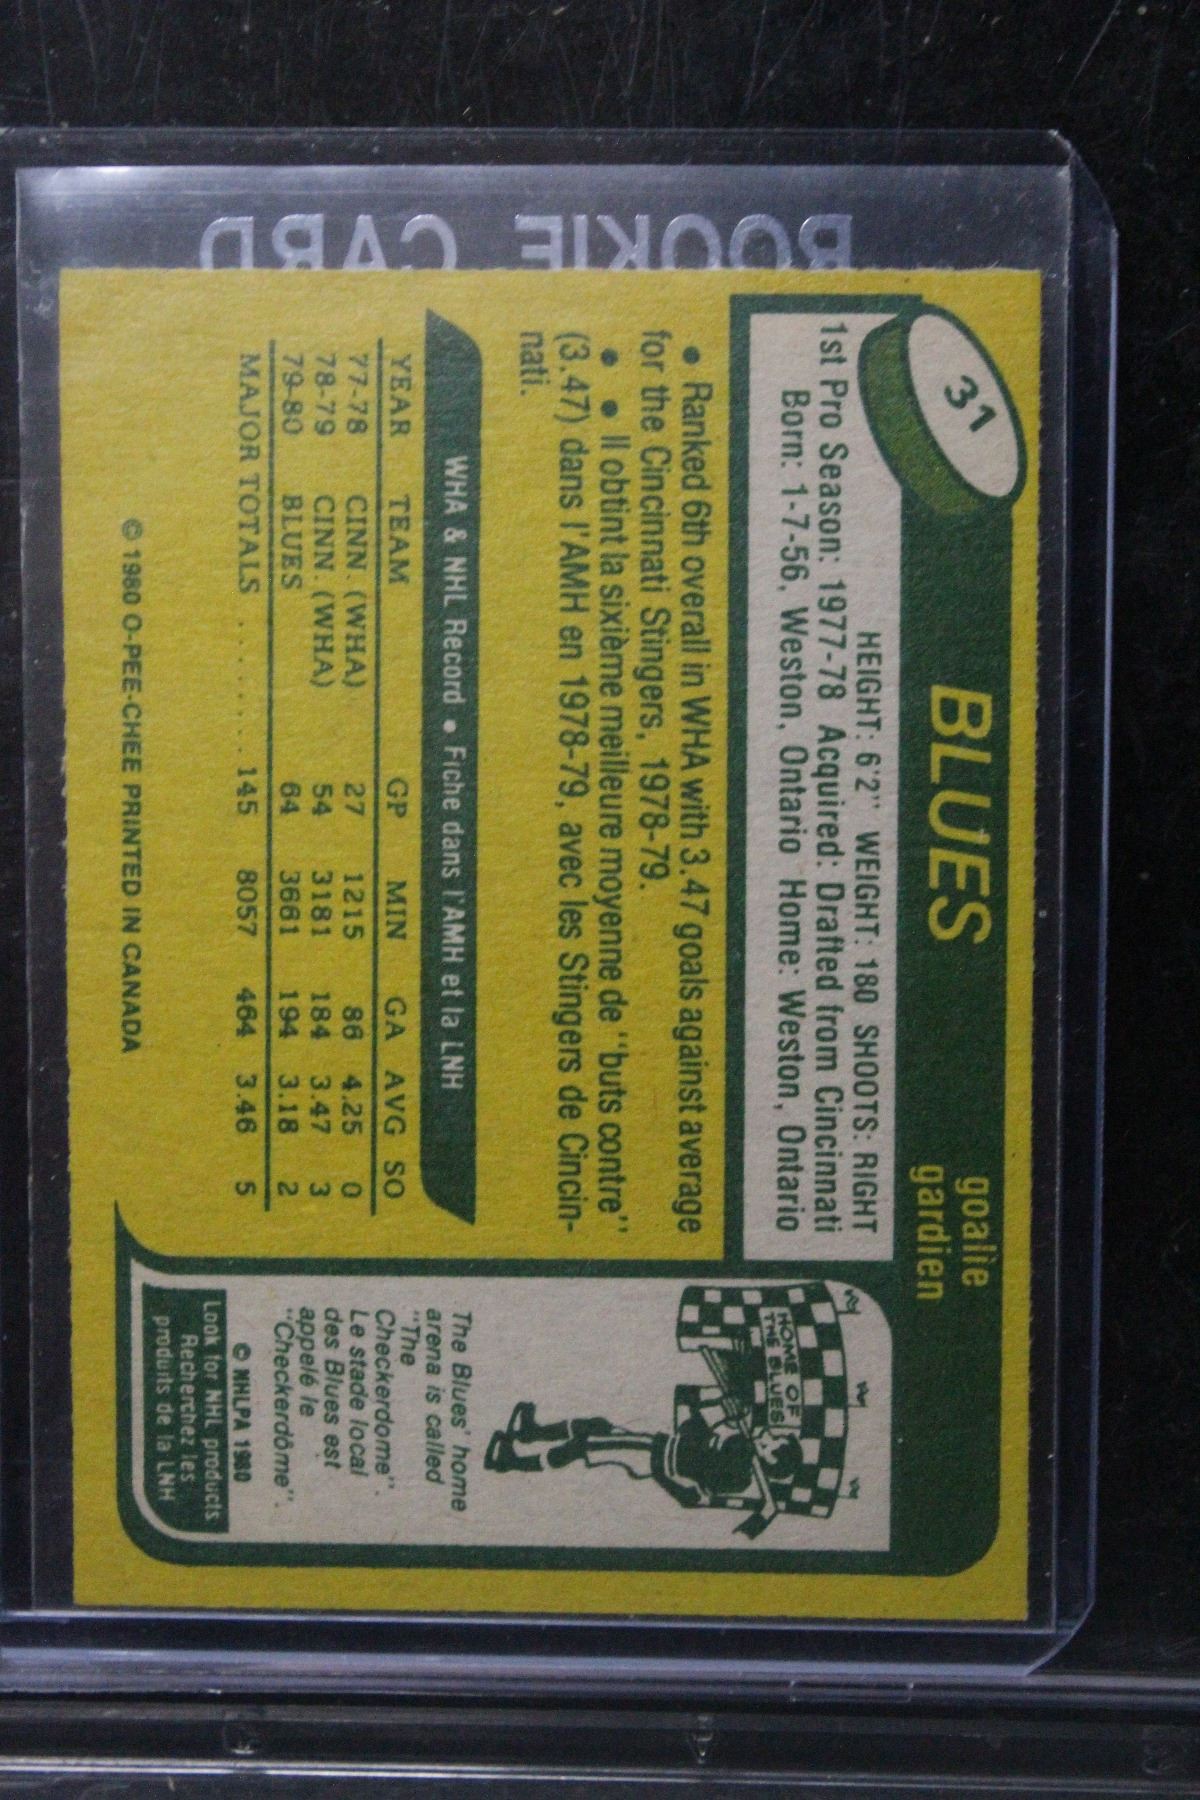 ROOKIE CARD
31
BLUES
goalie
gardien
HEIGHT: 6'2" WEIGHT: 180 SHOOTS: RIGHT
1st Pro Season: 1977-78 Acquired: Drafted from Cincinnati
Born: 1-7-56, Weston, Ontario Home: Weston, Ontario
• Ranked 6th overall in WHA with 3.47 goals against average
for the Cincinnati Stingers, 1978-79.
• • Il obtint la sixième meilleure moyenne de "buts contre"
(3.47) dans l'AMH en 1978-79, avec les Stingers de Cincin-
nati.
WHA & NHL Record • Fiche dans l'AMH et la LNH
YEAR TEAM GP MIN GA AVG SO
77-78 CINN. (WHA) 27 1215 86 4.25 0
78-79 CINN. (WHA) 54 3181 184 3.47 3
79-80 BLUES 64 3661 194 3.18 2
MAJOR TOTALS ........ 145 8057 464 3.46 5
© 1980 O-PEE-CHEE PRINTED IN CANADA
HOME OF
THE BLUES
The Blues' home
arena is called
"The
Checkerdome".
Le stade local
des Blues est
appelé le
"Checkerdôme".
© NHLPA 1980
Look for NHL products
Recherchez les
produits de la LNH